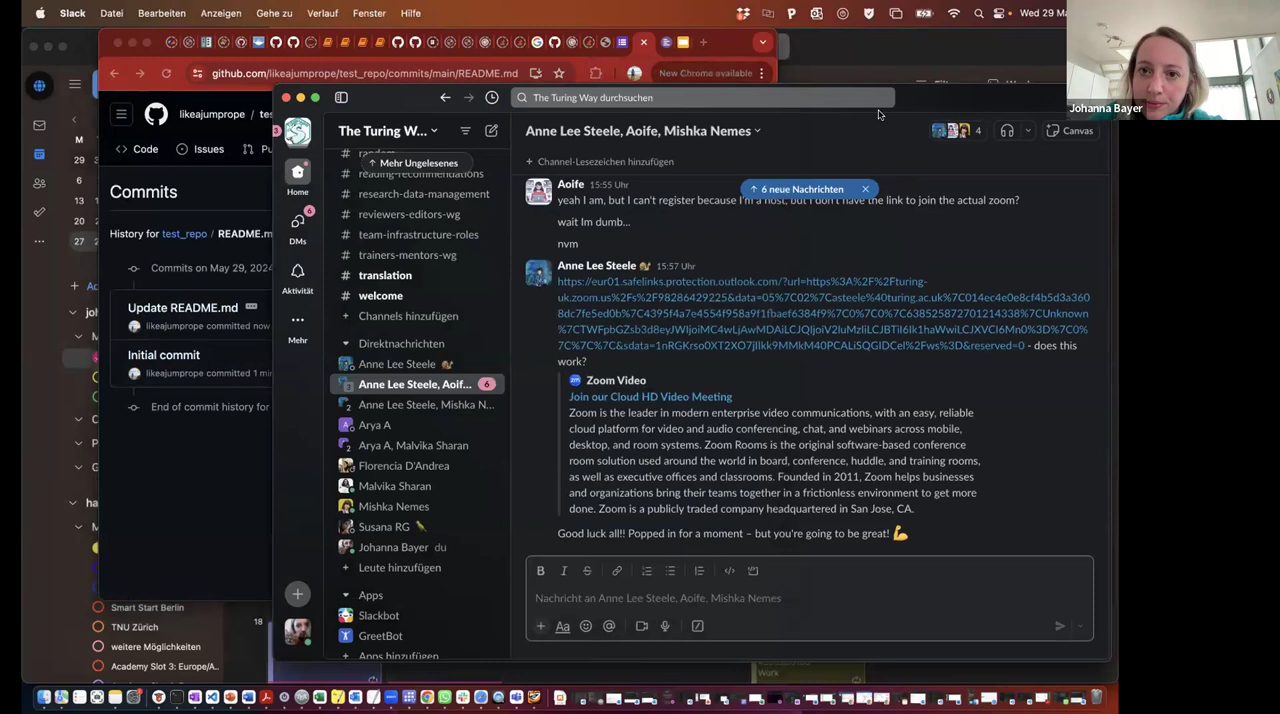 Slack Datei Bearbeiten Anzeigen Gehe zu Verlauf Fenster Hilfe
Wed 29 Ma
github.com/likeajumprope/test_repo/commits/main/README.md
New Chrome available
likeajumprope / tes
Code Issues
Commits
History for test_repo / README.m
Commits on May 29, 2024
Update README.md
likeajumprope committed now
Initial commit
likeajumprope committed 1 min
End of commit history for
M
29
6
13
20
27
Smart Start Berlin
TNU Zürich
weitere Möglichkeiten
Academy Slot 3: Europe/A..
18
Work
The Turing Way durchsuchen
The Turing W...
Mehr Ungelesenes
Home
DMs
6
Aktivität
Mehr
3
# random
# reading-recommendations
# research-data-management
# reviewers-editors-wg
# team-infrastructure-roles
# trainers-mentors-wg
# translation
# welcome
+ Channels hinzufügen
Direktnachrichten
Anne Lee Steele
Anne Lee Steele, Aoif... 6
Anne Lee Steele, Mishka N...
Arya A
Arya A, Malvika Sharan
Florencia D'Andrea
Malvika Sharan
Mishka Nemes
Susana RG
Johanna Bayer du
+ Leute hinzufügen
Apps
Slackbot
GreetBot
Apps hinzufügen
Anne Lee Steele, Aoife, Mishka Nemes
4
Canvas
+ Channel-Lesezeichen hinzufügen
6 neue Nachrichten
Aoife 15:55 Uhr
yeah I am, but I can't register because I'm a host, but I don't have the link to join the actual zoom?
wait Im dumb...
nvm
Anne Lee Steele 15:57 Uhr
https://eur01.safelinks.protection.outlook.com/?url=https%3A%2F%2Fturing-
uk.zoom.us%2Fs%2F98286429225&data=05%7C02%7Casteele%40turing.ac.uk%7C014ec4e0e8cf4b5d3a360
8dc7fe5ed0b%7C4395f4a7e4554f958a9f1fbaef6384f9%7C0%7C0%7C638525872701214338%7CUnknown
- does this
work?
Zoom Video
Join our Cloud HD Video Meeting
Zoom is the leader in modern enterprise video communications, with an easy, reliable
cloud platform for video and audio conferencing, chat, and webinars across mobile,
desktop, and room systems. Zoom Rooms is the original software-based conference
room solution used around the world in board, conference, huddle, and training rooms,
as well as executive offices and classrooms. Founded in 2011, Zoom helps businesses
and organizations bring their teams together in a frictionless environment to get more
done. Zoom is a publicly traded company headquartered in San Jose, CA.
Good luck all!! Popped in for a moment – but you're going to be great!
Nachricht an Anne Lee Steele, Aoife, Mishka Nemes
Johanna Bayer